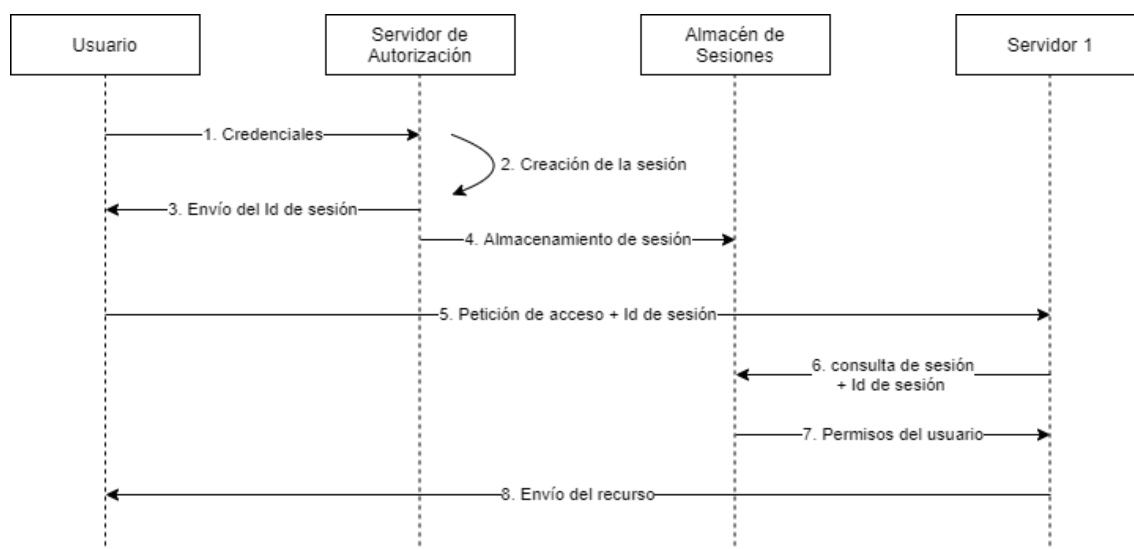 Usuario
Servidor de
Autorización
Almacén de
Sesiones
Servidor 1
1. Credenciales
2. Creación de la sesión
3. Envío del Id de sesión
4. Almacenamiento de sesión
5. Petición de acceso + Id de sesión
6. consulta de sesión
+ Id de sesión
7. Permisos del usuario
8. Envío del recurso